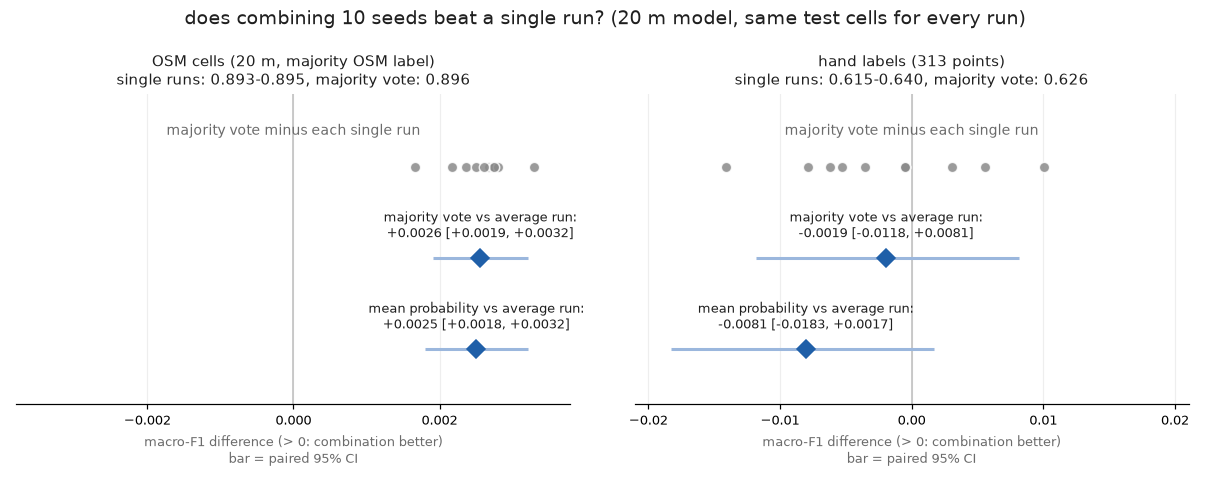 does combining 10 seeds beat a single run? (20 m model, same test cells for every run)
OSM cells (20 m, majority OSM label)
single runs: 0.893-0.895, majority vote: 0.896
majority vote minus each single run
majority vote vs average run:
+0.0026 [+0.0019, +0.0032]
mean probability vs average run:
+0.0025 [+0.0018, +0.0032]
−0.002 0.000 0.002
macro-F1 difference (> 0: combination better)
bar = paired 95% CI
hand labels (313 points)
single runs: 0.615-0.640, majority vote: 0.626
majority vote minus each single run
majority vote vs average run:
-0.0019 [-0.0118, +0.0081]
mean probability vs average run:
-0.0081 [-0.0183, +0.0017]
−0.02 −0.01 0.00 0.01 0.02
macro-F1 difference (> 0: combination better)
bar = paired 95% CI